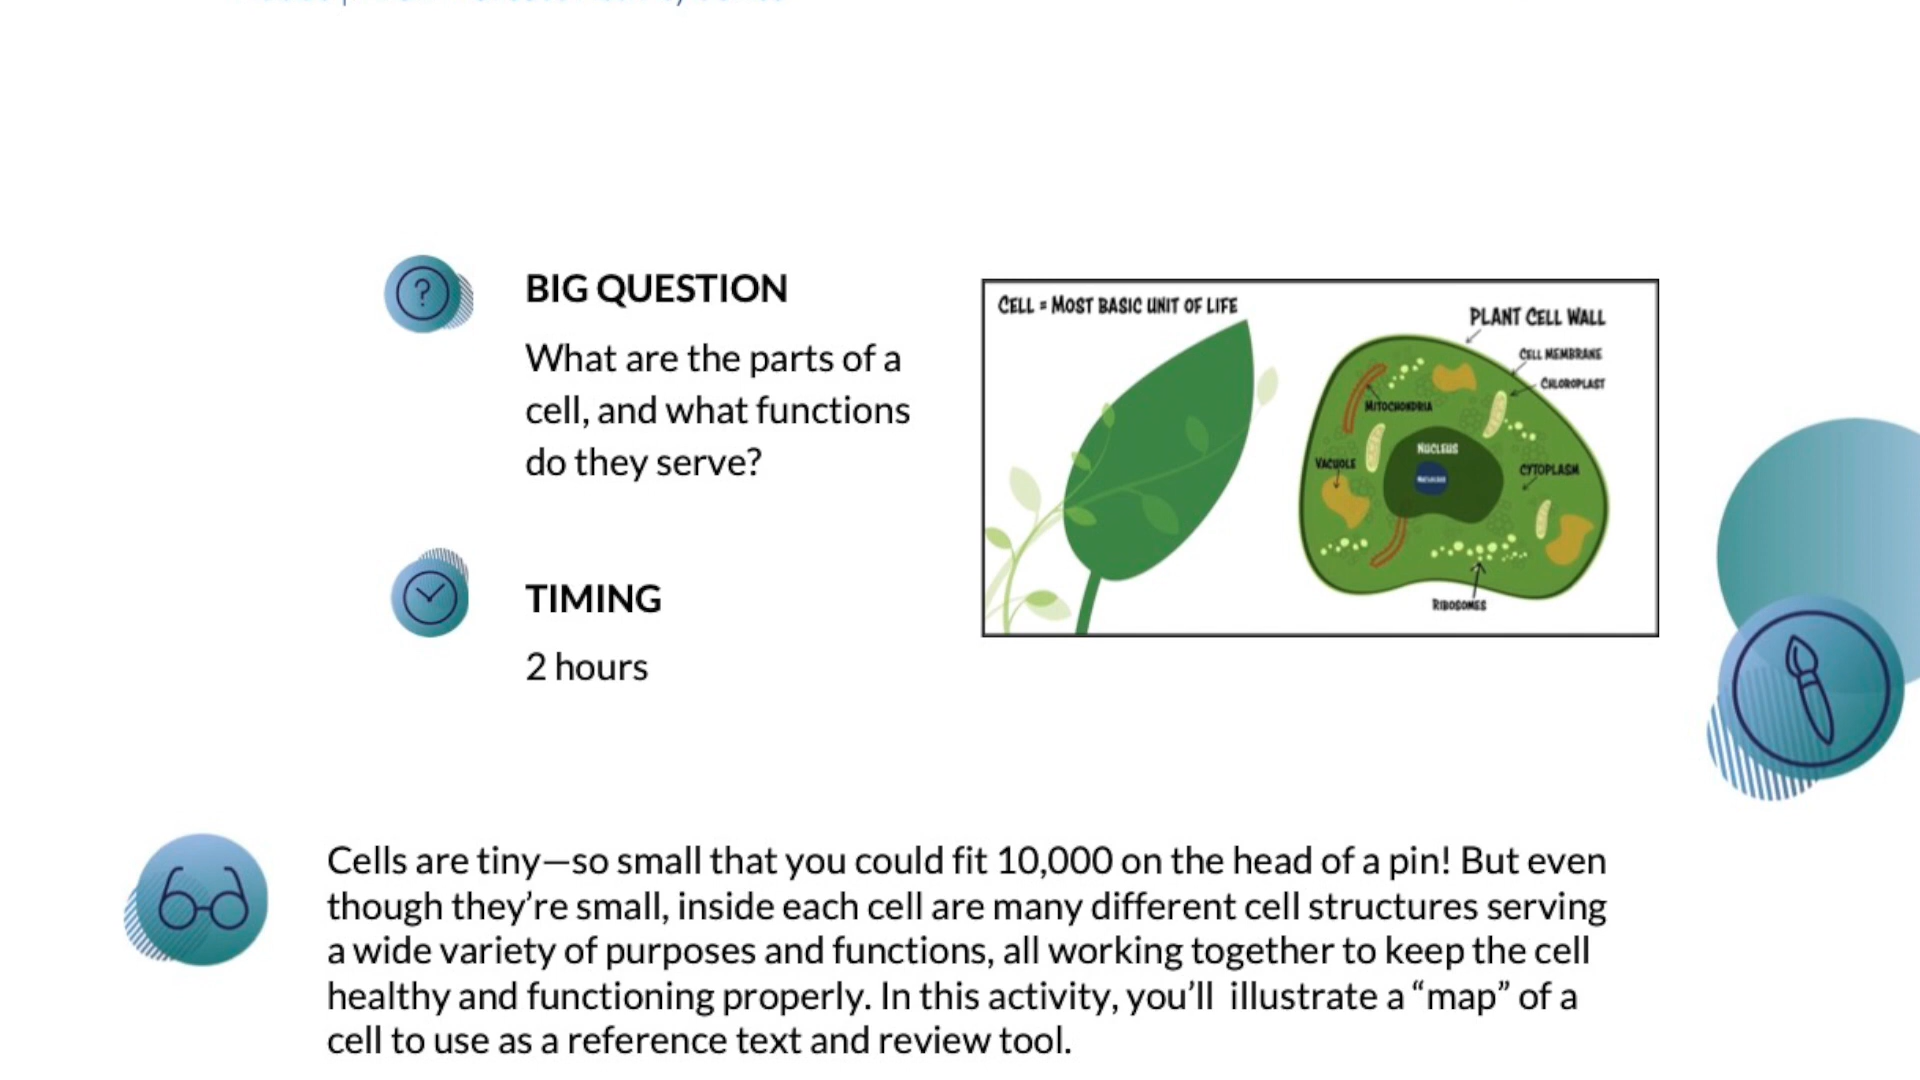 BIG QUESTION
What are the parts of a
cell, and what functions
do they serve?
TIMING
2 hours
CELL = MOST BASIC UNIT OF LIFE
PLANT CELL WALL
CELL MEMBRANE
CHLOROPLAST
MITOCHONDRIA
NUCLEUS
VACUOLE
CYTOPLASM
RIBOSOMES
Cells are tiny—so small that you could fit 10,000 on the head of a pin! But even
though they’re small, inside each cell are many different cell structures serving
a wide variety of purposes and functions, all working together to keep the cell
healthy and functioning properly. In this activity, you’ll illustrate a “map” of a
cell to use as a reference text and review tool.